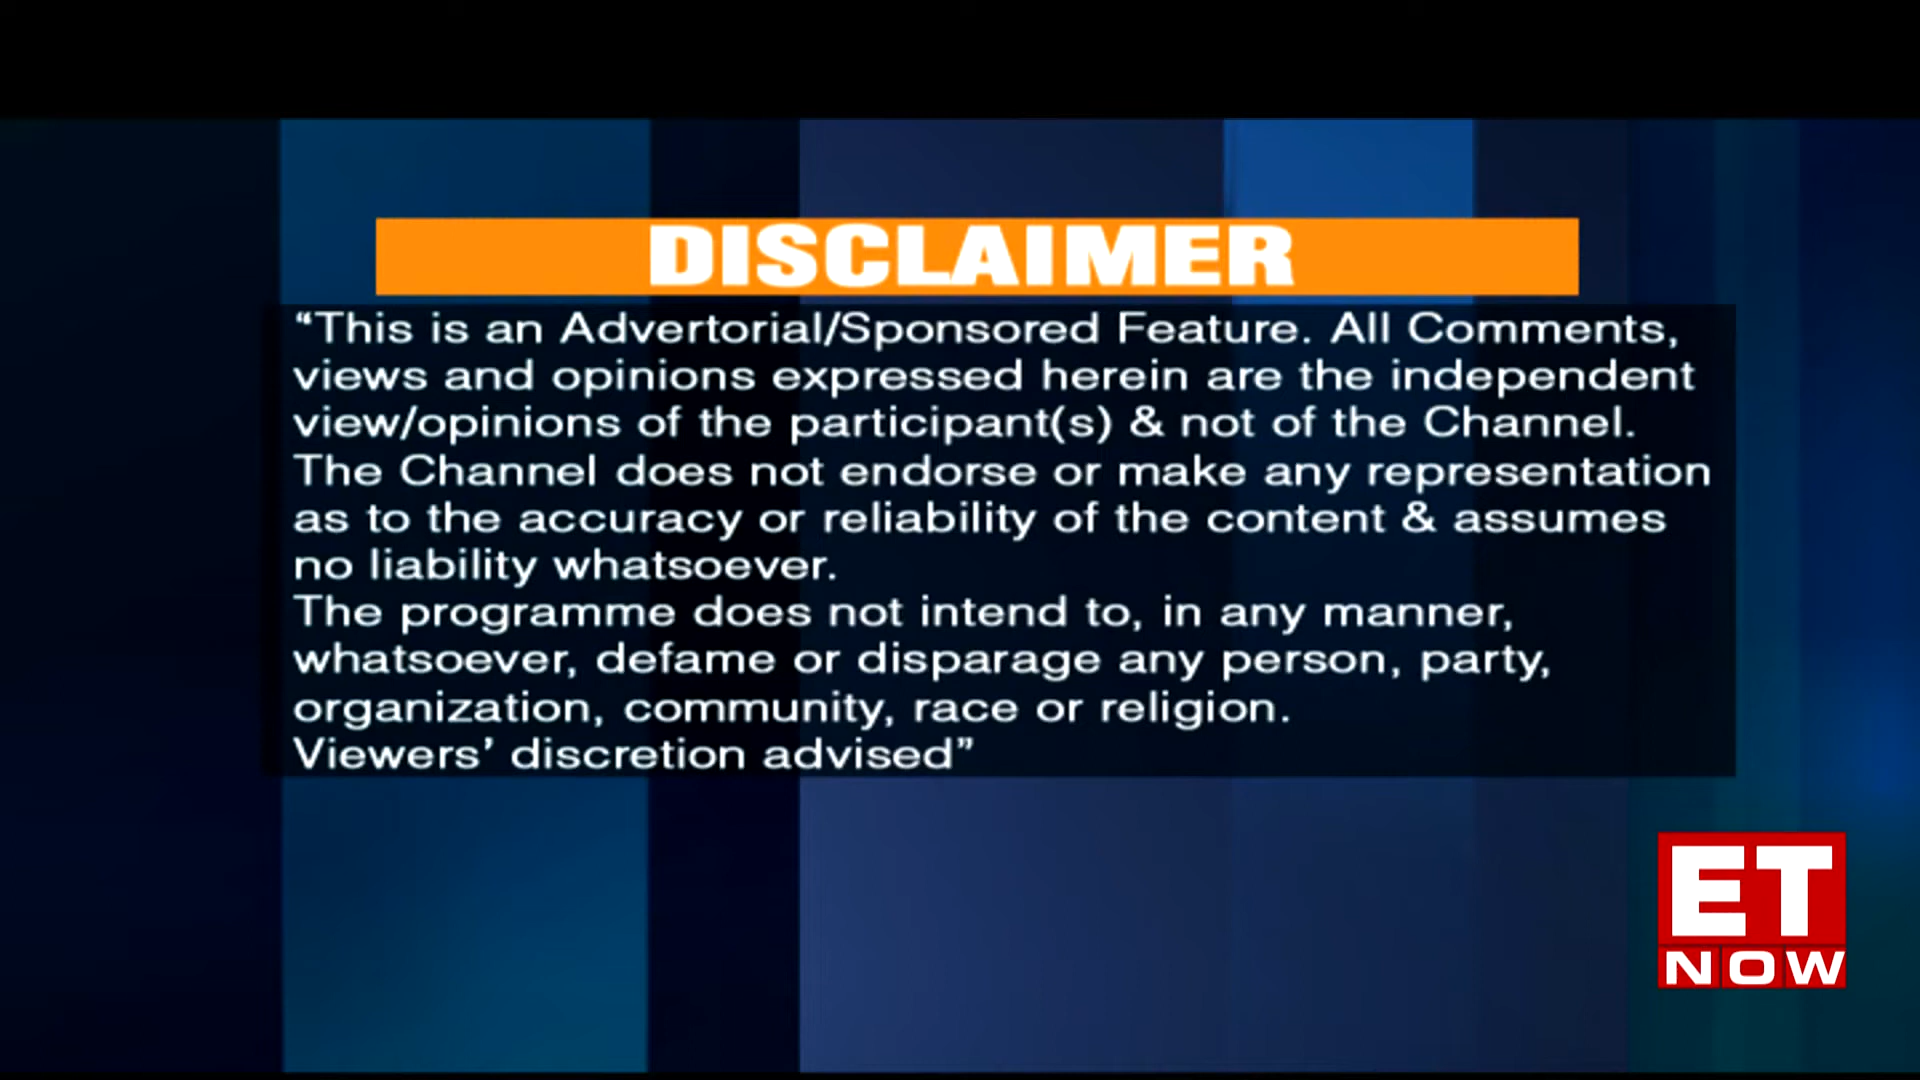 DISCLAIMER
“This is an Advertorial/Sponsored Feature. All Comments,
views and opinions expressed herein are the independent
view/opinions of the participant(s) & not of the Channel.
The Channel does not endorse or make any representation
as to the accuracy or reliability of the content & assumes
no liability whatsoever.
The programme does not intend to, in any manner,
whatsoever, defame or disparage any person, party,
organization, community, race or religion.
Viewers’ discretion advised”
ET
NOW